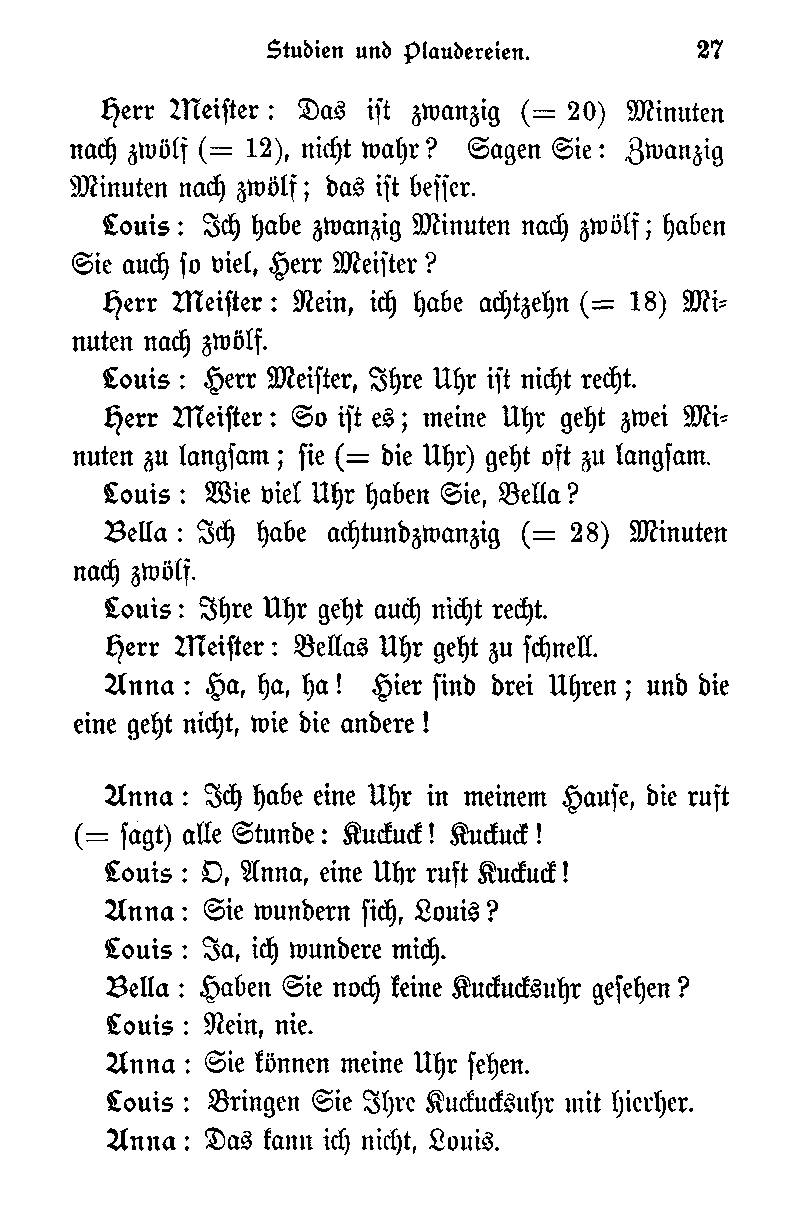 Studien und Plaudereien. 27
Herr Meister: Das ist zwanzig (= 20) Minuten
nach zwölf (= 12), nicht wahr? Sagen Sie: Zwanzig
Minuten nach zwölf; das ist besser.
Louis: Ich habe zwanzig Minuten nach zwölf; haben
Sie auch so viel, Herr Meister?
Herr Meister: Nein, ich habe achtzehn (= 18) Mi-
nuten nach zwölf.
Louis: Herr Meister, Ihre Uhr ist nicht recht.
Herr Meister: So ist es; meine Uhr geht zwei Mi-
nuten zu langsam; sie (= die Uhr) geht oft zu langsam.
Louis: Wie viel Uhr haben Sie, Bella?
Bella: Ich habe achtundzwanzig (= 28) Minuten
nach zwölf.
Louis: Ihre Uhr geht auch nicht recht.
Herr Meister: Bellas Uhr geht zu schnell.
Anna: Ha, ha, ha! Hier sind drei Uhren; und die
eine geht nicht, wie die andere!
Anna: Ich habe eine Uhr in meinem Hause, die ruft
(= sagt) alle Stunde: Kuckuck! Kuckuck!
Louis: O, Anna, eine Uhr ruft Kuckuck!
Anna: Sie wundern sich, Louis?
Louis: Ja, ich wundere mich.
Bella: Haben Sie noch keine Kuckucksuhr gesehen?
Louis: Nein, nie.
Anna: Sie können meine Uhr sehen.
Louis: Bringen Sie Ihre Kuckucksuhr mit hierher.
Anna: Das kann ich nicht, Louis.